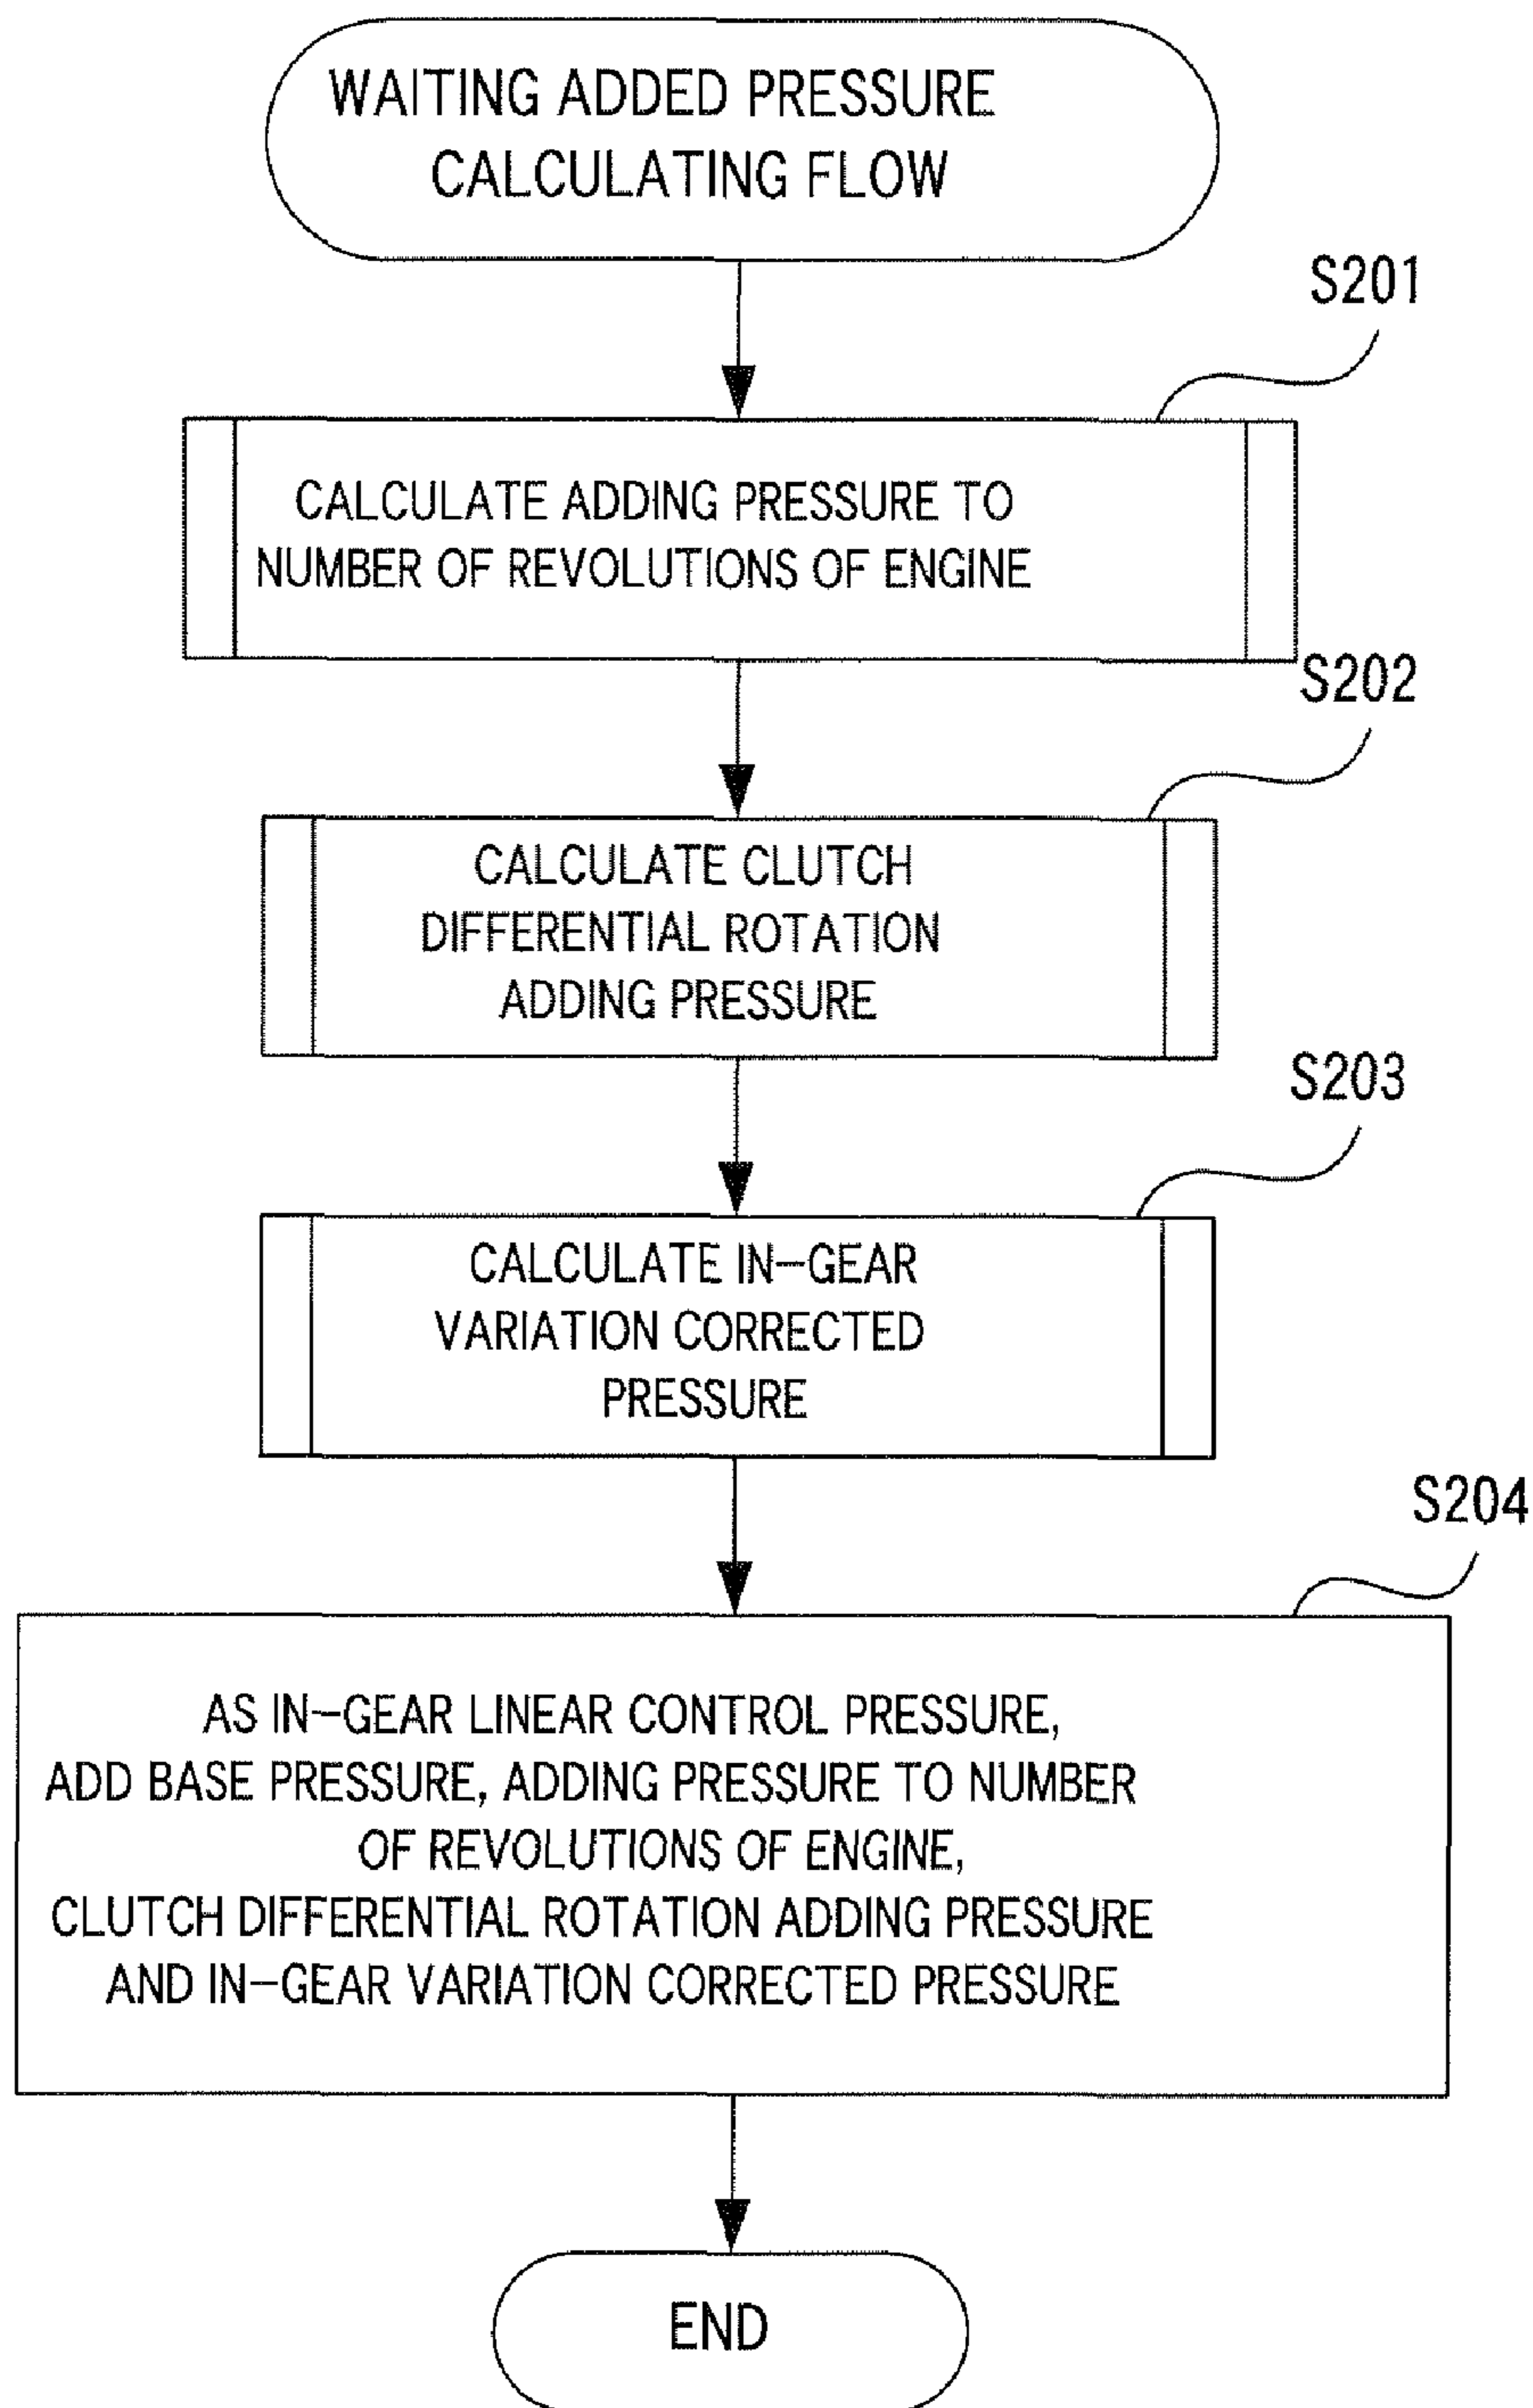 WAITING ADDED PRESSURE
CALCULATING FLOW
S201
CALCULATE ADDING PRESSURE TO
NUMBER OF REVOLUTIONS OF ENGINE
S202
CALCULATE CLUTCH
DIFFERENTIAL ROTATION
ADDING PRESSURE
S203
CALCULATE IN-GEAR
VARIATION CORRECTED
PRESSURE
S204
AS IN-GEAR LINEAR CONTROL PRESSURE,
ADD BASE PRESSURE, ADDING PRESSURE TO NUMBER
OF REVOLUTIONS OF ENGINE,
CLUTCH DIFFERENTIAL ROTATION ADDING PRESSURE
AND IN-GEAR VARIATION CORRECTED PRESSURE
END